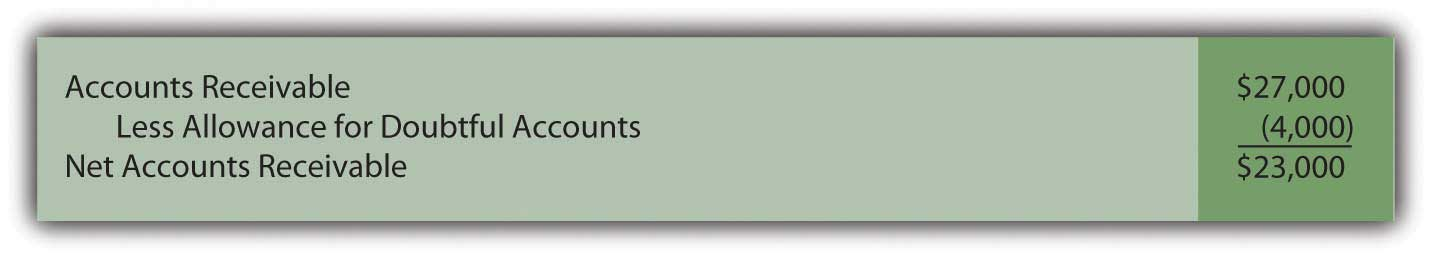 Accounts Receivable $27,000
Less Allowance for Doubtful Accounts (4,000)
Net Accounts Receivable $23,000